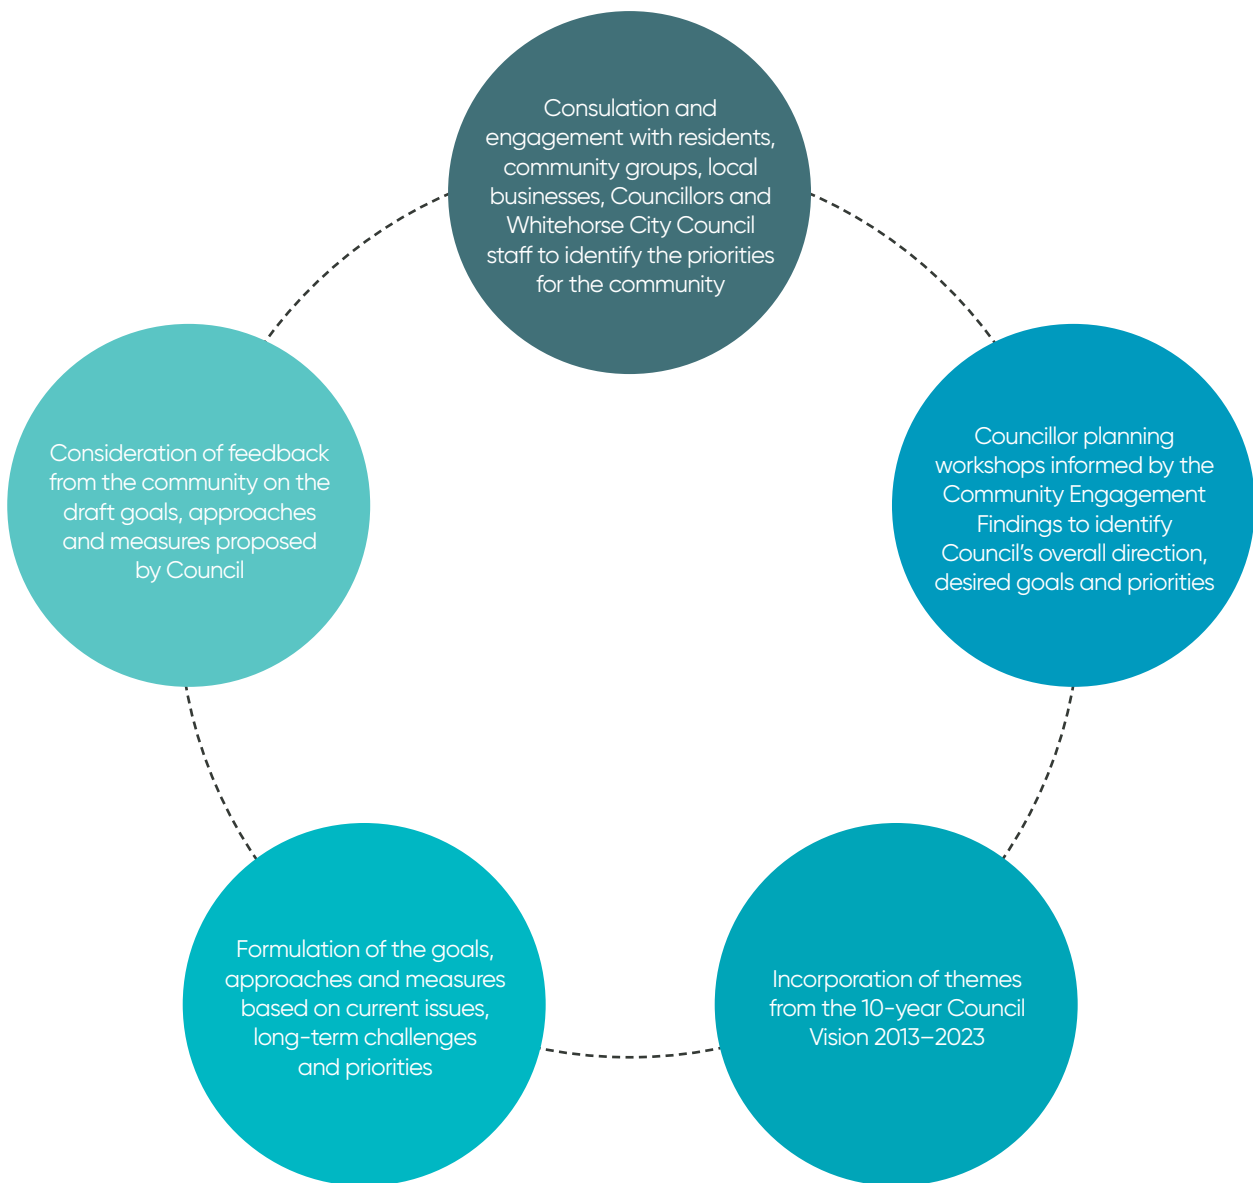 Consulation and
engagement with residents,
community groups, local
businesses, Councillors and
Whitehorse City Council
staff to identify the priorities
for the community
Councillor planning
workshops informed by the
Community Engagement
Findings to identify
Council's overall direction,
desired goals and priorities
Incorporation of themes
from the 10-year Council
Vision 2013–2023
Formulation of the goals,
approaches and measures
based on current issues,
long-term challenges
and priorities
Consideration of feedback
from the community on the
draft goals, approaches
and measures proposed
by Council